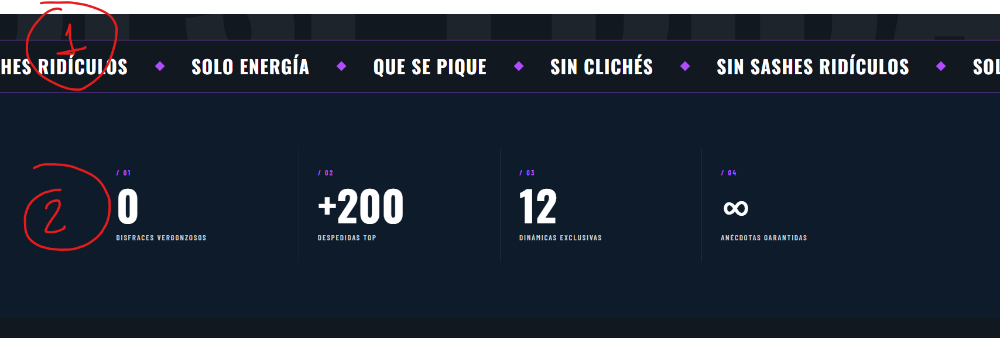 1
HES RIDÍCULOS ◆ SOLO ENERGÍA ◆ QUE SE PIQUE ◆ SIN CLICHÉS ◆ SIN SASHES RIDÍCULOS ◆ SOL
2
/ 01 / 02 / 03 / 04
0 +200 12 ∞
DISFRACES VERGONZOSOS DESPEDIDAS TOP DINÁMICAS EXCLUSIVAS ANÉCDOTAS GARANTIDAS